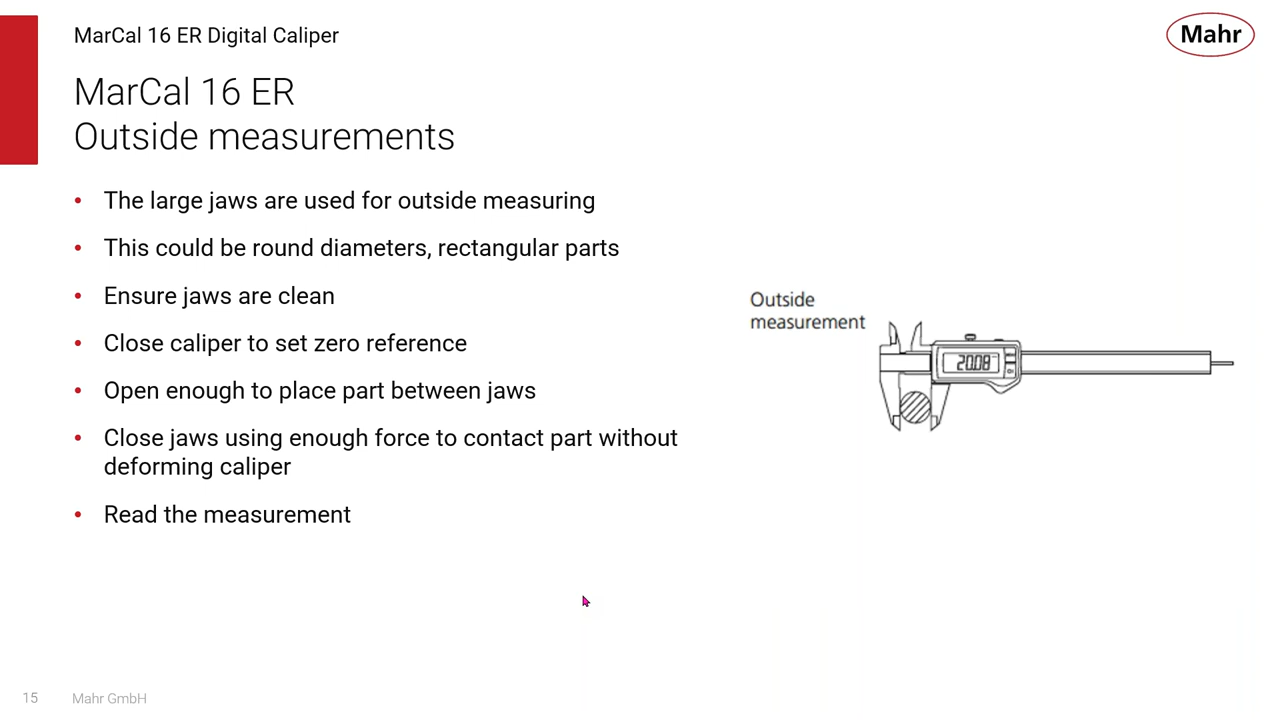 MarCal 16 ER Digital Caliper
Mahr
MarCal 16 ER
Outside measurements
• The large jaws are used for outside measuring
• This could be round diameters, rectangular parts
• Ensure jaws are clean
• Close caliper to set zero reference
• Open enough to place part between jaws
• Close jaws using enough force to contact part without
deforming caliper
• Read the measurement
Outside
measurement
20.08
15
Mahr GmbH